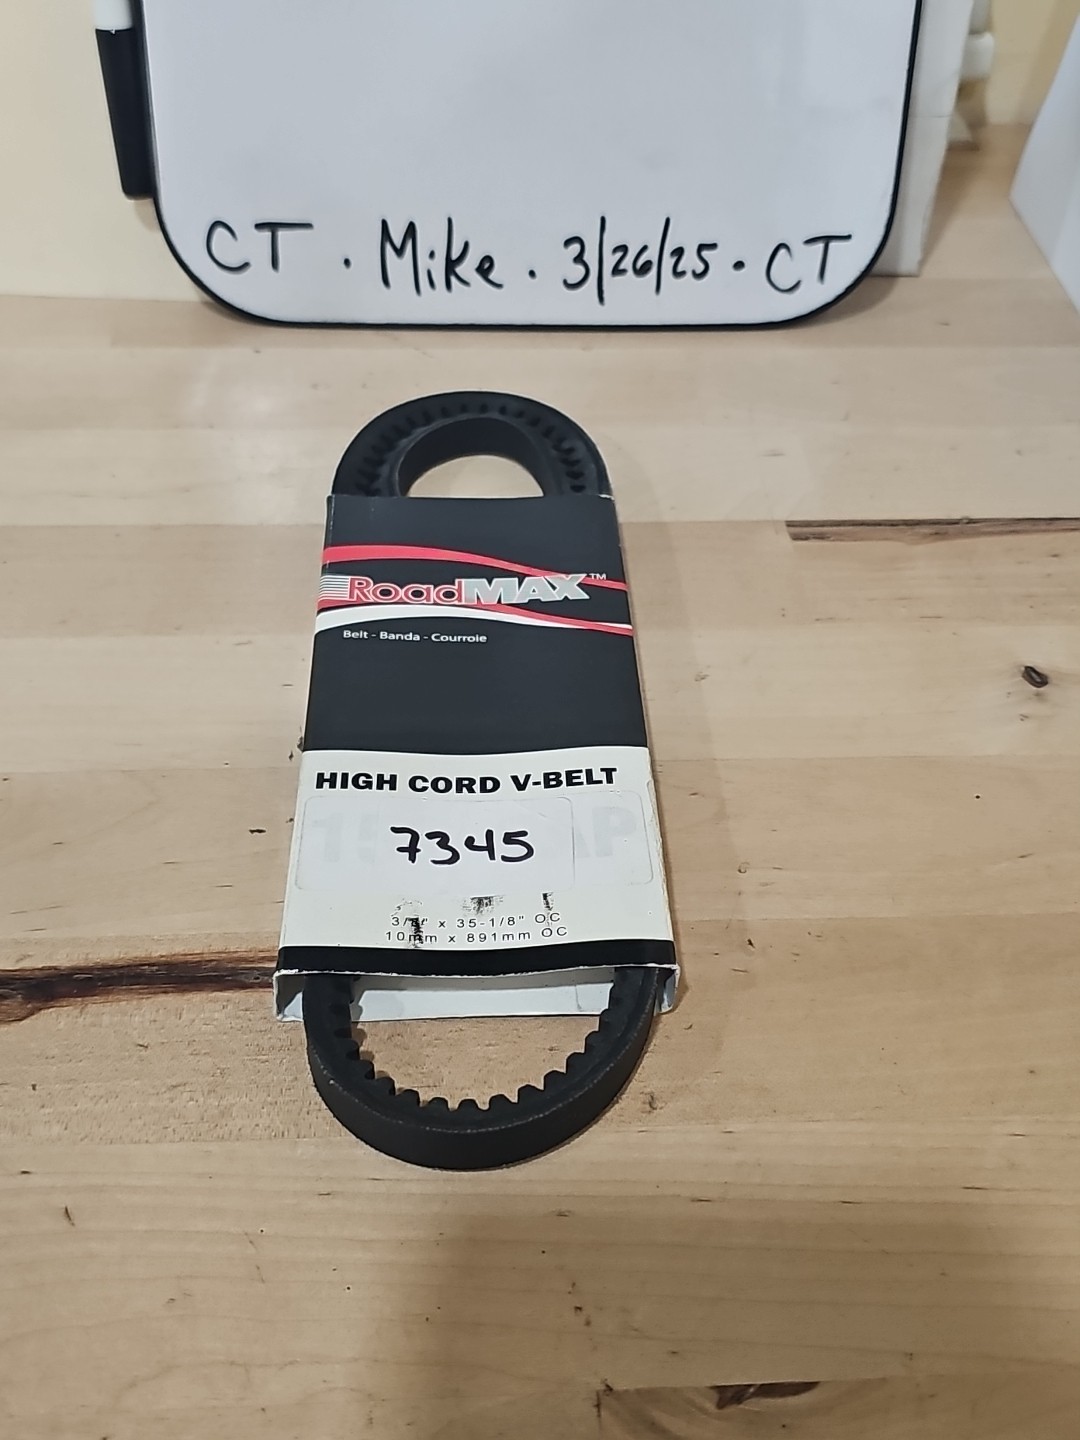 CT . Mike . 3/26/25 . CT
RoadMAX™
Belt - Banda - Courroie
HIGH CORD V-BELT
7345
x 35-1/8" OC
10mm x 891mm OC